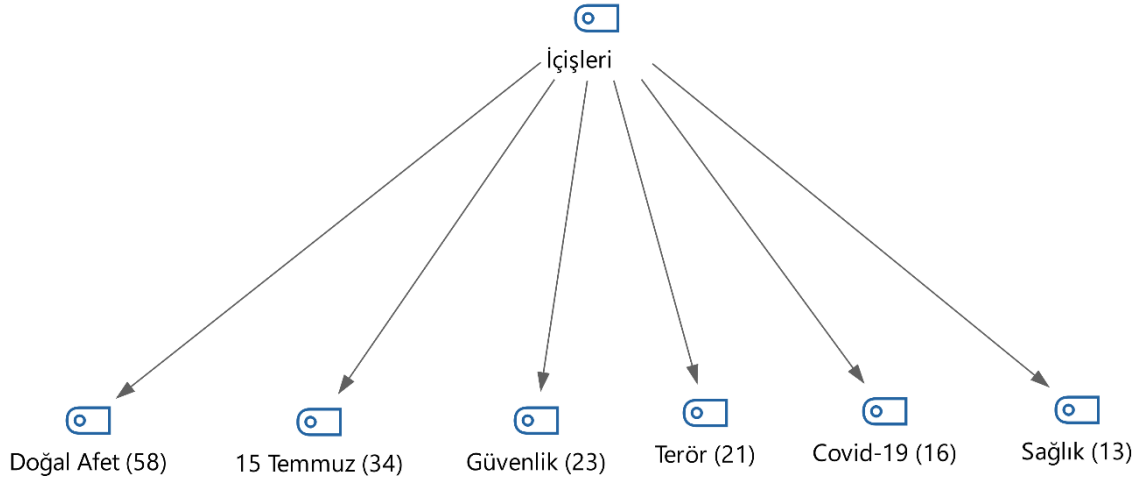 İçişleri
Doğal Afet (58)
15 Temmuz (34)
Güvenlik (23)
Terör (21)
Covid-19 (16)
Sağlık (13)